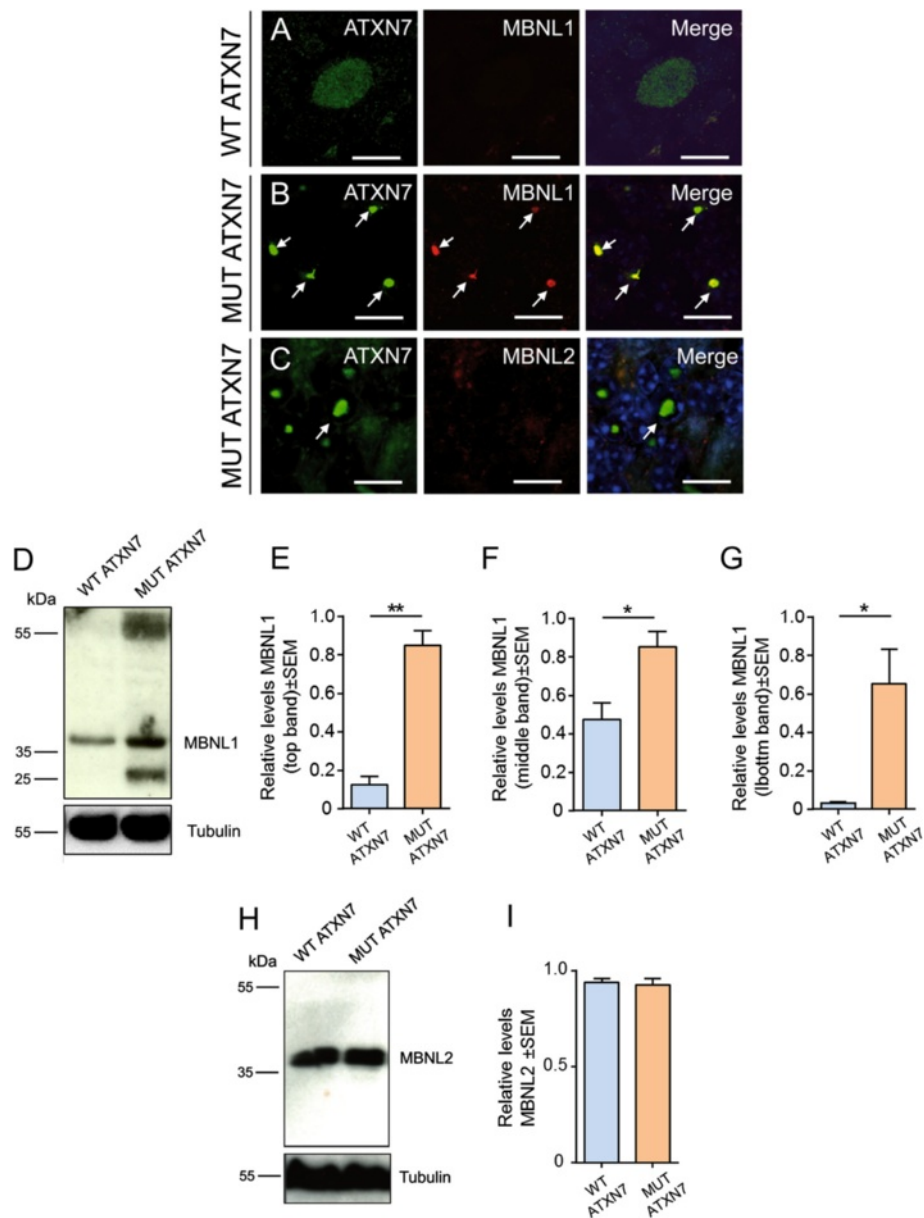 A ATXN7 MBNL1 Merge
WT ATXN7
B ATXN7 MBNL1 Merge
MUT ATXN7
C ATXN7 MBNL2 Merge
MUT ATXN7
D
WT ATXN7
MUT ATXN7
kDa
55
35
25
MBNL1
55
Tubulin
E
Relative levels MBNL1
(top band)±SEM
1.0
0.8
0.6
0.4
0.2
0
**
WT
ATXN7
MUT
ATXN7
F
Relative levels MBNL1
(middle band)±SEM
1.0
0.8
0.6
0.4
0.2
0
*
WT
ATXN7
MUT
ATXN7
G
Relative levels MBNL1
(lbottm band)±SEM
1.0
0.8
0.6
0.4
0.2
0
*
WT
ATXN7
MUT
ATXN7
H
WT ATXN7
MUT ATXN7
kDa
55
35
MBNL2
55
Tubulin
I
Relative levels
MBNL2 ±SEM
1.0
0.5
0
WT
ATXN7
MUT
ATXN7